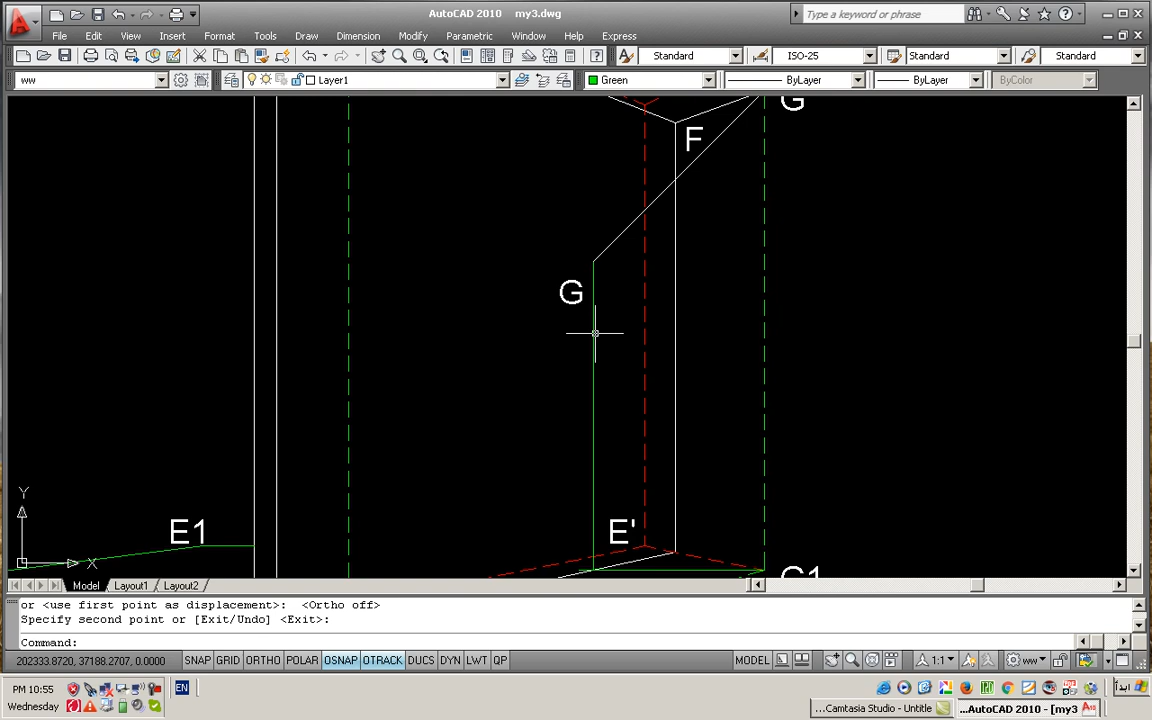 AutoCAD 2010 my3.dwg
Type a keyword or phrase
File Edit View Insert Format Tools Draw Dimension Modify Parametric Window Help Express
Standard ISO-25 Standard Standard
ww Layer1 Green ByLayer ByLayer ByColor
G
F
G
E'
E1
C1
Y
X
Model Layout1 Layout2
or <use first point as displacement>: <Ortho off>
Specify second point or [Exit/Undo] <Exit>:
Command:
202333.8720, 37188.2707, 0.0000 SNAP GRID ORTHO POLAR OSNAP OTRACK DUCS DYN LWT QP MODEL 1:1 ww
PM 10:55 EN ابدأ
Wednesday ...Camtasia Studio - Untitle ...AutoCAD 2010 - [my3